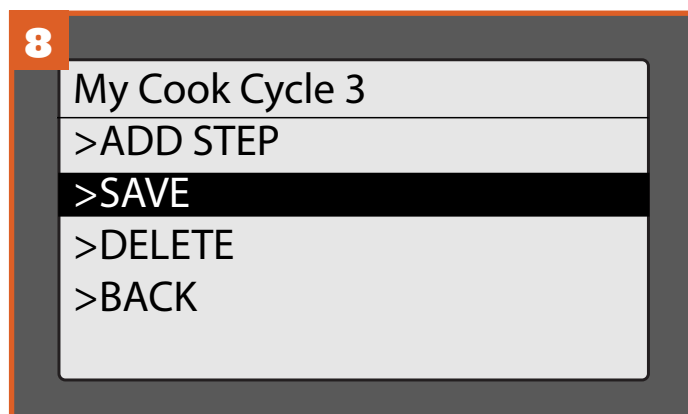 8
My Cook Cycle 3
>ADD STEP
>SAVE
>DELETE
>BACK